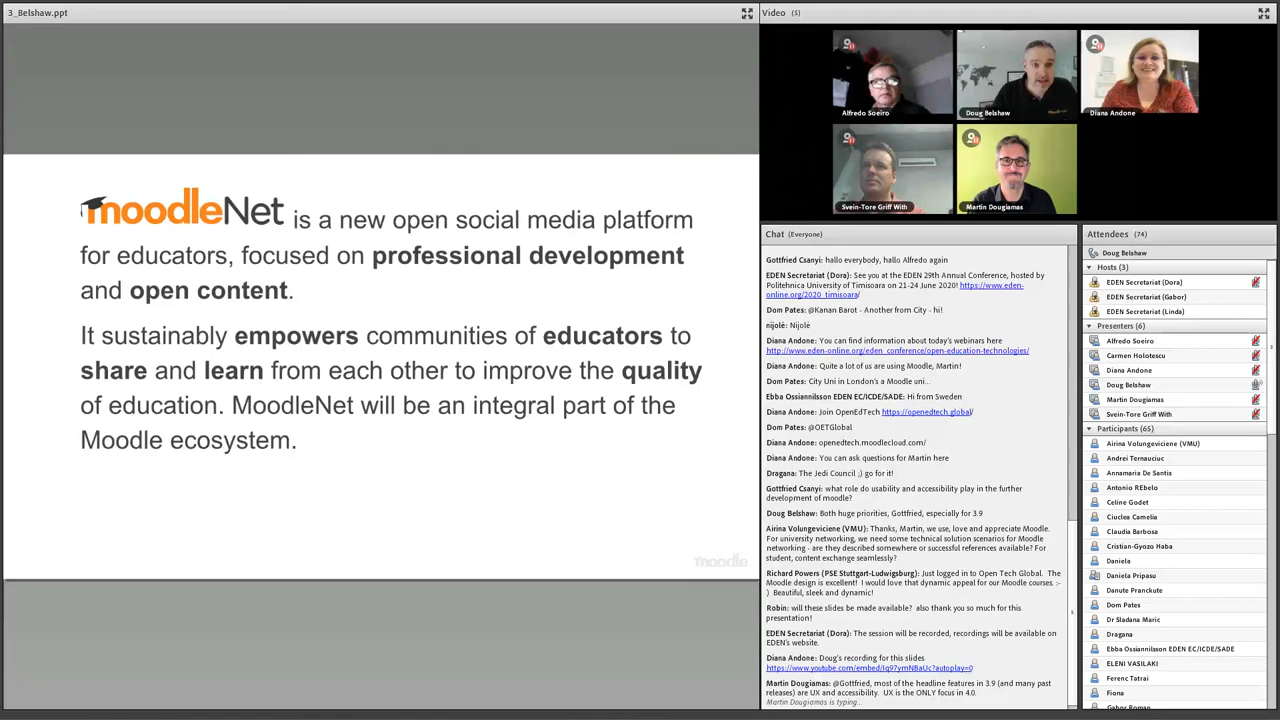 3_Belshaw.ppt
moodleNet is a new open social media platform
for educators, focused on professional development
and open content.
It sustainably empowers communities of educators to
share and learn from each other to improve the quality
of education. MoodleNet will be an integral part of the
Moodle ecosystem.
moodle
Video (5)
Alfredo Soeiro
Doug Belshaw
Diana Andone
Svein-Tore Griff With
Martin Dougiamas
Chat (Everyone)
Gottfried Csanyi: hallo everybody, hallo Alfredo again
EDEN Secretariat (Dora): See you at the EDEN 29th Annual Conference, hosted by
Politehnica University of Timisoara on 21-24 June 2020! https://www.eden-
online.org/2020_timisoara/
Dom Pates: @Kanan Barot - Another from City - hi!
nijolė: Nijolė
Diana Andone: You can find information about today's webinars here
http://www.eden-online.org/eden_conference/open-education-technologies/
Diana Andone: Quite a lot of us are using Moodle, Martin!
Dom Pates: City Uni in London's a Moodle uni...
Ebba Ossiannilsson EDEN EC/ICDE/SADE: Hi from Sweden
Diana Andone: Join OpenEdTech https://openedtech.global/
Dom Pates: @OETGlobal
Diana Andone: openedtech.moodlecloud.com/
Diana Andone: You can ask questions for Martin here
Dragana: The Jedi Council ;) go for it!
Gottfried Csanyi: what role do usability and accessibility play in the further
development of moodle?
Doug Belshaw: Both huge priorities, Gottfried, especially for 3.9
Airina Volungeviciene (VMU): Thanks, Martin, we use, love and appreciate Moodle.
For university networking, we need some technical solution scenarios for Moodle
networking - are they described somewhere or successful references available? For
student, content exchange seamlessly?
Richard Powers (PSE Stuttgart-Ludwigsburg): Just logged in to Open Tech Global. The
Moodle design is excellent! I would love that dynamic appeal for our Moodle courses. :-
) Beautiful, sleek and dynamic!
Robin: will these slides be made available? also thank you so much for this
presentation!
EDEN Secretariat (Dora): The session will be recorded, recordings will be available on
EDEN's website.
Diana Andone: Doug's recording for this slides
https://www.youtube.com/embed/Iq97ymNBaUc?autoplay=0
Martin Dougiamas: @Gottfried, most of the headline features in 3.9 (and many past
releases) are UX and accessibility. UX is the ONLY focus in 4.0.
Martin Dougiamas is typing...
Attendees (74)
Doug Belshaw
Hosts (3)
EDEN Secretariat (Dora)
EDEN Secretariat (Gabor)
EDEN Secretariat (Linda)
Presenters (6)
Alfredo Soeiro
Carmen Holotescu
Diana Andone
Doug Belshaw
Martin Dougiamas
Svein-Tore Griff With
Participants (65)
Airina Volungeviciene (VMU)
Andrei Ternauciuc
Annamaria De Santis
Antonio REbelo
Celine Godet
Ciuclea Camelia
Claudia Barbosa
Cristian-Gyozo Haba
Daniela
Daniela Pripasu
Danute Pranckute
Dom Pates
Dr Sladana Maric
Dragana
Ebba Ossiannilsson EDEN EC/ICDE/SADE
ELENI VASILAKI
Ferenc Tatrai
Fiona
Gabor Roman